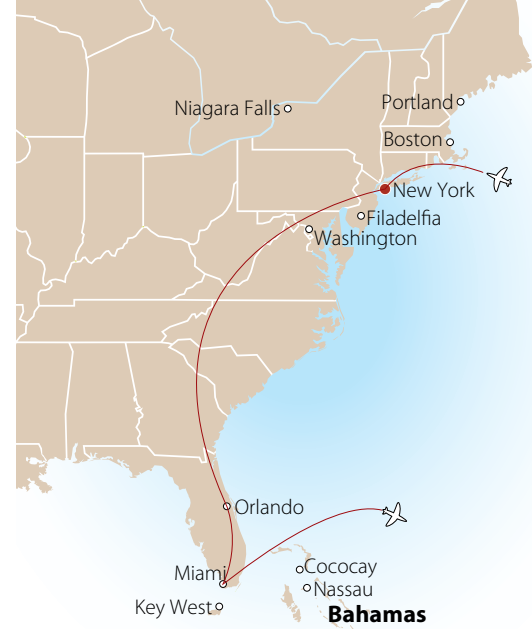 Niagara Falls
Portland
Boston
New York
Filadelfia
Washington
Orlando
Miami
Cococay
Nassau
Key West
Bahamas